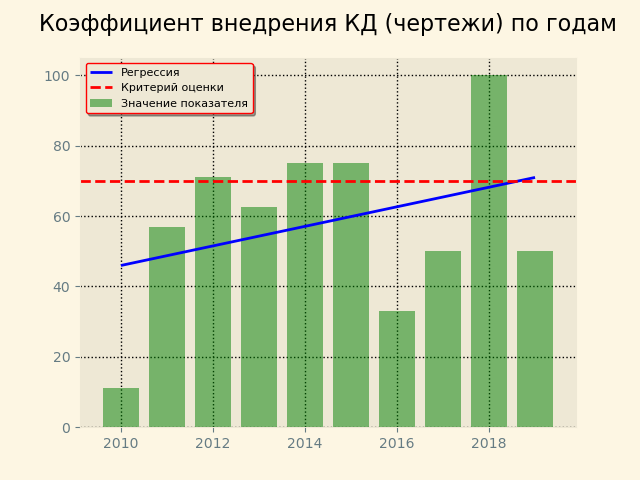 Коэффициент внедрения КД (чертежи) по годам
Регрессия
Критерий оценки
Значение показателя
100
80
60
40
20
0
2010 2012 2014 2016 2018